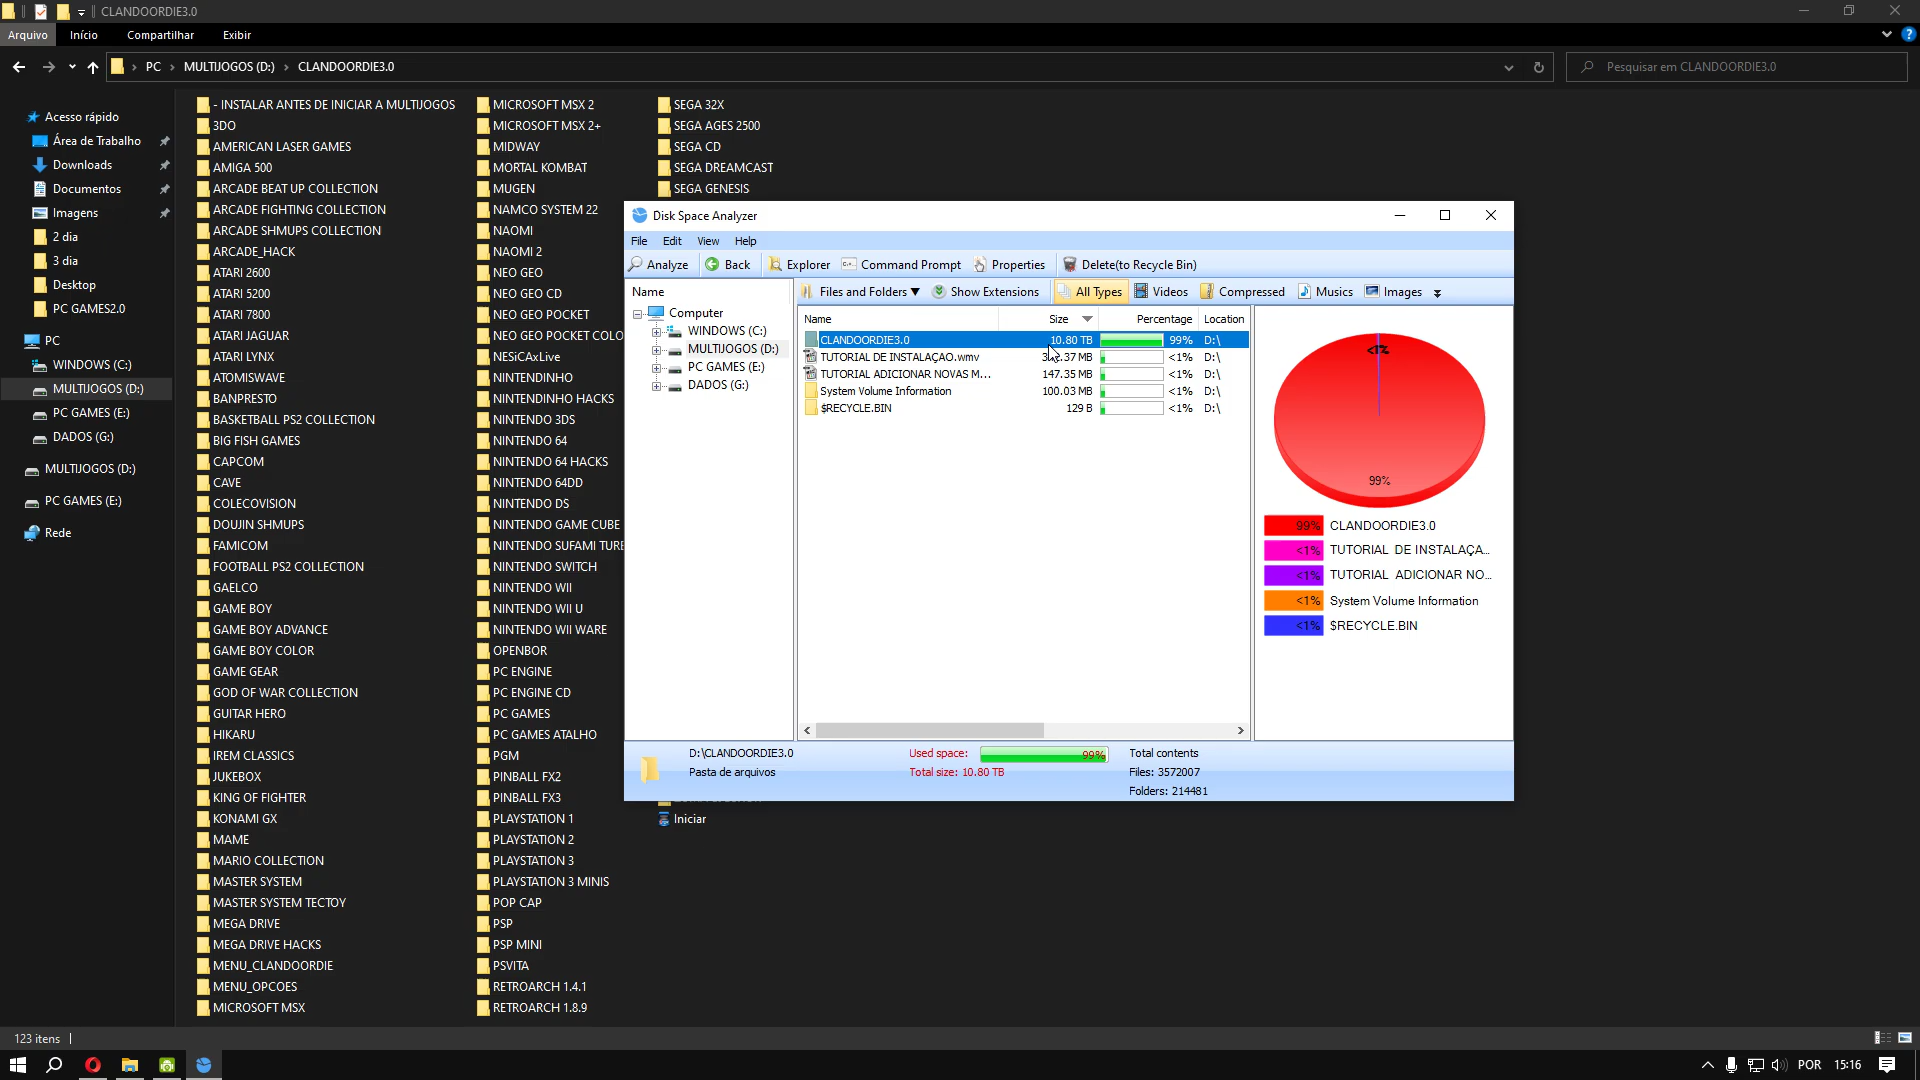 CLANDOORDIE3.0
Arquivo Início Compartilhar Exibir
PC › MULTIJOGOS (D:) › CLANDOORDIE3.0
Pesquisar em CLANDOORDIE3.0
Acesso rápido
Área de Trabalho
Downloads
Documentos
Imagens
2 dia
3 dia
Desktop
PC GAMES2.0
PC
WINDOWS (C:)
MULTIJOGOS (D:)
PC GAMES (E:)
DADOS (G:)
MULTIJOGOS (D:)
PC GAMES (E:)
Rede
- INSTALAR ANTES DE INICIAR A MULTIJOGOS
3DO
AMERICAN LASER GAMES
AMIGA 500
ARCADE BEAT UP COLLECTION
ARCADE FIGHTING COLLECTION
ARCADE SHMUPS COLLECTION
ARCADE_HACK
ATARI 2600
ATARI 5200
ATARI 7800
ATARI JAGUAR
ATARI LYNX
ATOMISWAVE
BANPRESTO
BASKETBALL PS2 COLLECTION
BIG FISH GAMES
CAPCOM
CAVE
COLECOVISION
DOUJIN SHMUPS
FAMICOM
FOOTBALL PS2 COLLECTION
GAELCO
GAME BOY
GAME BOY ADVANCE
GAME BOY COLOR
GAME GEAR
GOD OF WAR COLLECTION
GUITAR HERO
HIKARU
IREM CLASSICS
JUKEBOX
KING OF FIGHTER
KONAMI GX
MAME
MARIO COLLECTION
MASTER SYSTEM
MASTER SYSTEM TECTOY
MEGA DRIVE
MEGA DRIVE HACKS
MENU_CLANDOORDIE
MENU_OPCOES
MICROSOFT MSX
MICROSOFT MSX 2
MICROSOFT MSX 2+
MIDWAY
MORTAL KOMBAT
MUGEN
NAMCO SYSTEM 22
NAOMI
NAOMI 2
NEO GEO
NEO GEO CD
NEO GEO POCKET
NEO GEO POCKET COLO
NESiCAxLive
NINTENDINHO
NINTENDINHO HACKS
NINTENDO 3DS
NINTENDO 64
NINTENDO 64 HACKS
NINTENDO 64DD
NINTENDO DS
NINTENDO GAME CUBE
NINTENDO SUFAMI TURB
NINTENDO SWITCH
NINTENDO WII
NINTENDO WII U
NINTENDO WII WARE
OPENBOR
PC ENGINE
PC ENGINE CD
PC GAMES
PC GAMES ATALHO
PGM
PINBALL FX2
PINBALL FX3
PLAYSTATION 1
PLAYSTATION 2
PLAYSTATION 3
PLAYSTATION 3 MINIS
POP CAP
PSP
PSP MINI
PSVITA
RETROARCH 1.4.1
RETROARCH 1.8.9
SEGA 32X
SEGA AGES 2500
SEGA CD
SEGA DREAMCAST
SEGA GENESIS
Iniciar
Disk Space Analyzer
File Edit View Help
Analyze Back Explorer Command Prompt Properties Delete(to Recycle Bin)
Name
Computer
WINDOWS (C:)
MULTIJOGOS (D:)
PC GAMES (E:)
DADOS (G:)
Files and Folders Show Extensions All Types Videos Compressed Musics Images
Name Size Percentage Location
CLANDOORDIE3.0 10.80 TB 99% D:\
TUTORIAL DE INSTALAÇAO.wmv MB <1% D:\
TUTORIAL ADICIONAR NOVAS M... 147.35 MB <1% D:\
System Volume Information 100.03 MB <1% D:\
$RECYCLE.BIN 129 B <1% D:\
99%
99% CLANDOORDIE3.0
<1% TUTORIAL DE INSTALAÇA...
<1% TUTORIAL ADICIONAR NO...
<1% System Volume Information
<1% $RECYCLE.BIN
D:\CLANDOORDIE3.0
Pasta de arquivos
Used space: 99%
Total size: 10.80 TB
Total contents
Files: 3572007
Folders: 214481
123 itens
POR 15:16